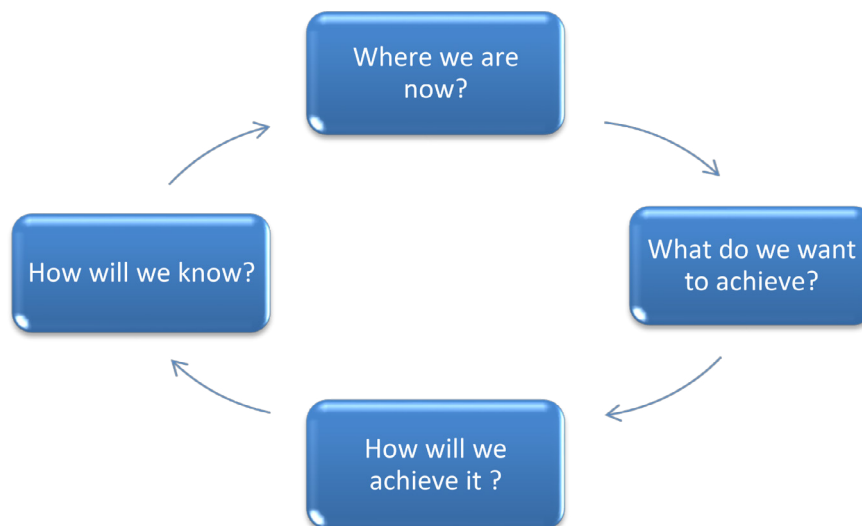 Where we are
now?
What do we want
to achieve?
How will we
achieve it ?
How will we know?